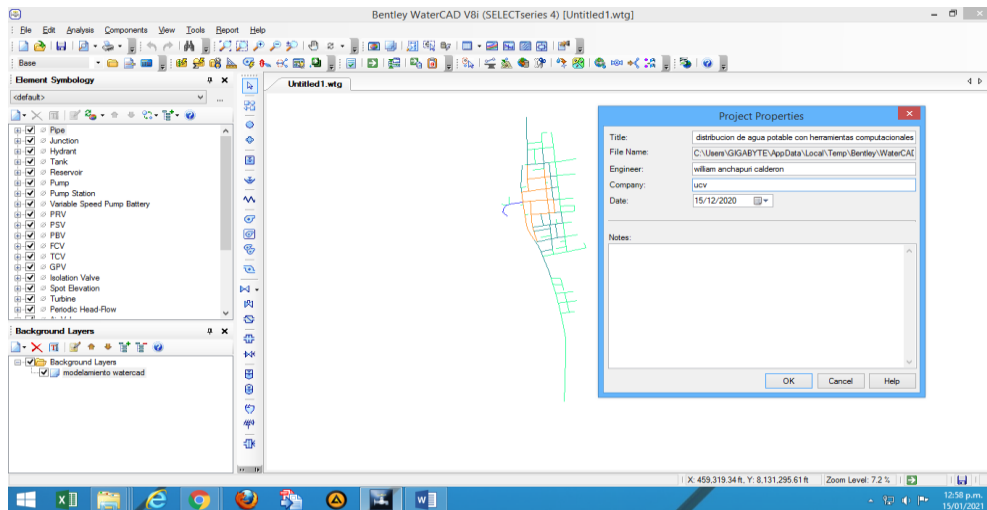 Bentley WaterCAD V8i (SELECTseries 4) [Untitled1.wtg]
File Edit Analysis Components View Tools Report Help
Base
Element Symbology
<default>
Pipe
Junction
Hydrant
Tank
Reservoir
Pump
Pump Station
Variable Speed Pump Battery
PRV
PSV
PBV
FCV
TCV
GPV
Isolation Valve
Spot Elevation
Turbine
Periodic Head-Flow
Background Layers
Background Layers
modelamiento watercad
Untitled1.wtg
Project Properties
Title: distribucion de agua potable con herramientas computacionales
File Name: C:\Users\GIGABYTE\AppData\Local\Temp\Bentley\WaterCAD
Engineer: william anchapuri calderon
Company: ucv
Date: 15/12/2020
Notes:
OK Cancel Help
X: 459,319.34 ft, Y: 8,131,295.61 ft Zoom Level: 7.2 %
12:58 p.m.
15/01/2021